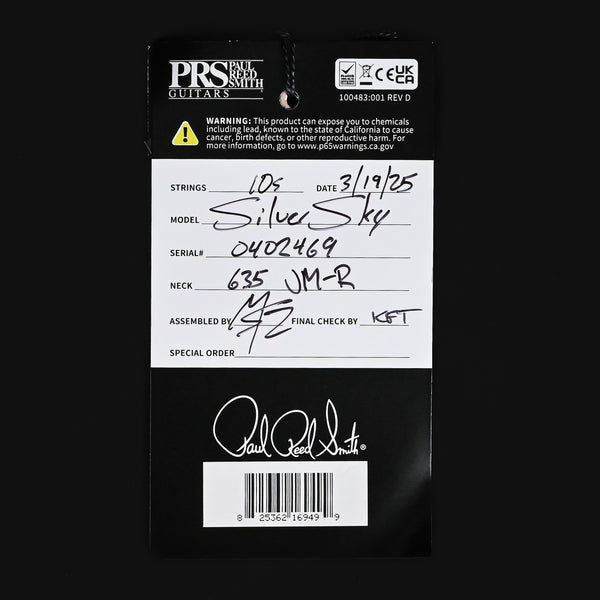 PRS PAUL REED SMITH
GUITARS
UK CA
100483:001 REV D
WARNING: This product can expose you to chemicals
including lead, known to the state of California to cause
cancer, birth defects, or other reproductive harm. For
more information, go to www.p65warnings.ca.gov
STRINGS 10s DATE 3/19/25
MODEL Silver Sky
SERIAL# 0402469
NECK 635 JM-R
ASSEMBLED BY FINAL CHECK BY KFT
SPECIAL ORDER
Paul Reed Smith®
8 25362 16949 9